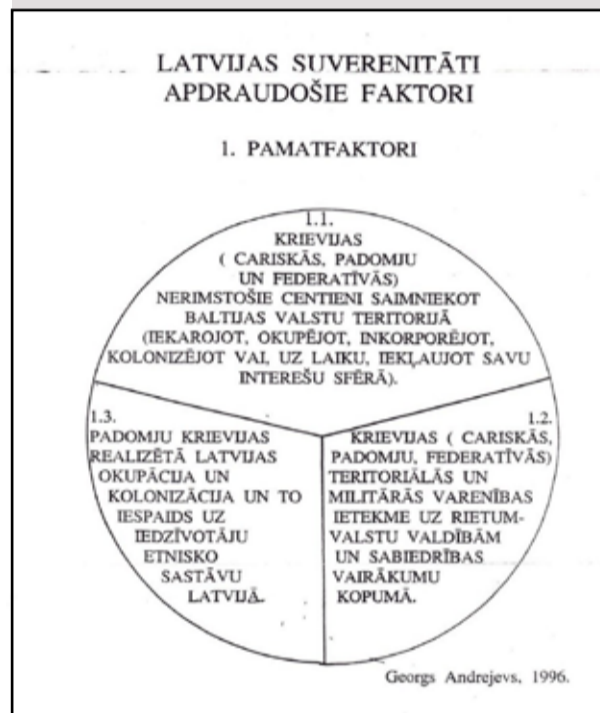 LATVIJAS SUVERENITĀTI
APDRAUDOŠIE FAKTORI
1. PAMATFAKTORI
1.1.
KRIEVIJAS
( CARISKĀS, PADOMJU
UN FEDERATĪVĀS)
NERIMSTOŠIE CENTIENI SAIMNIEKOT
BALTIJAS VALSTU TERITORIJĀ
(IEKAROJOT, OKUPĒJOT, INKORPORĒJOT,
KOLONIZĒJOT VAI, UZ LAIKU, IEKĻAUJOT SAVU
INTEREŠU SFĒRĀ).
1.2.
KRIEVIJAS ( CARISKĀS,
PADOMJU, FEDERATĪVĀS)
TERITORIĀLĀS UN
MILITĀRĀS VARENĪBAS
IETEKME UZ RIETUM-
VALSTU VALDĪBĀM
UN SABIEDRĪBAS
VAIRĀKUMU
KOPUMĀ.
1.3.
PADOMJU KRIEVIJAS
REALIZĒTĀ LATVIJAS
OKUPĀCIJA UN
KOLONIZĀCIJA UN TO
IESPAIDS UZ
IEDZĪVOTĀJU
ETNISKO
SASTĀVU
LATVIJĀ.
Georgs Andrejevs, 1996.